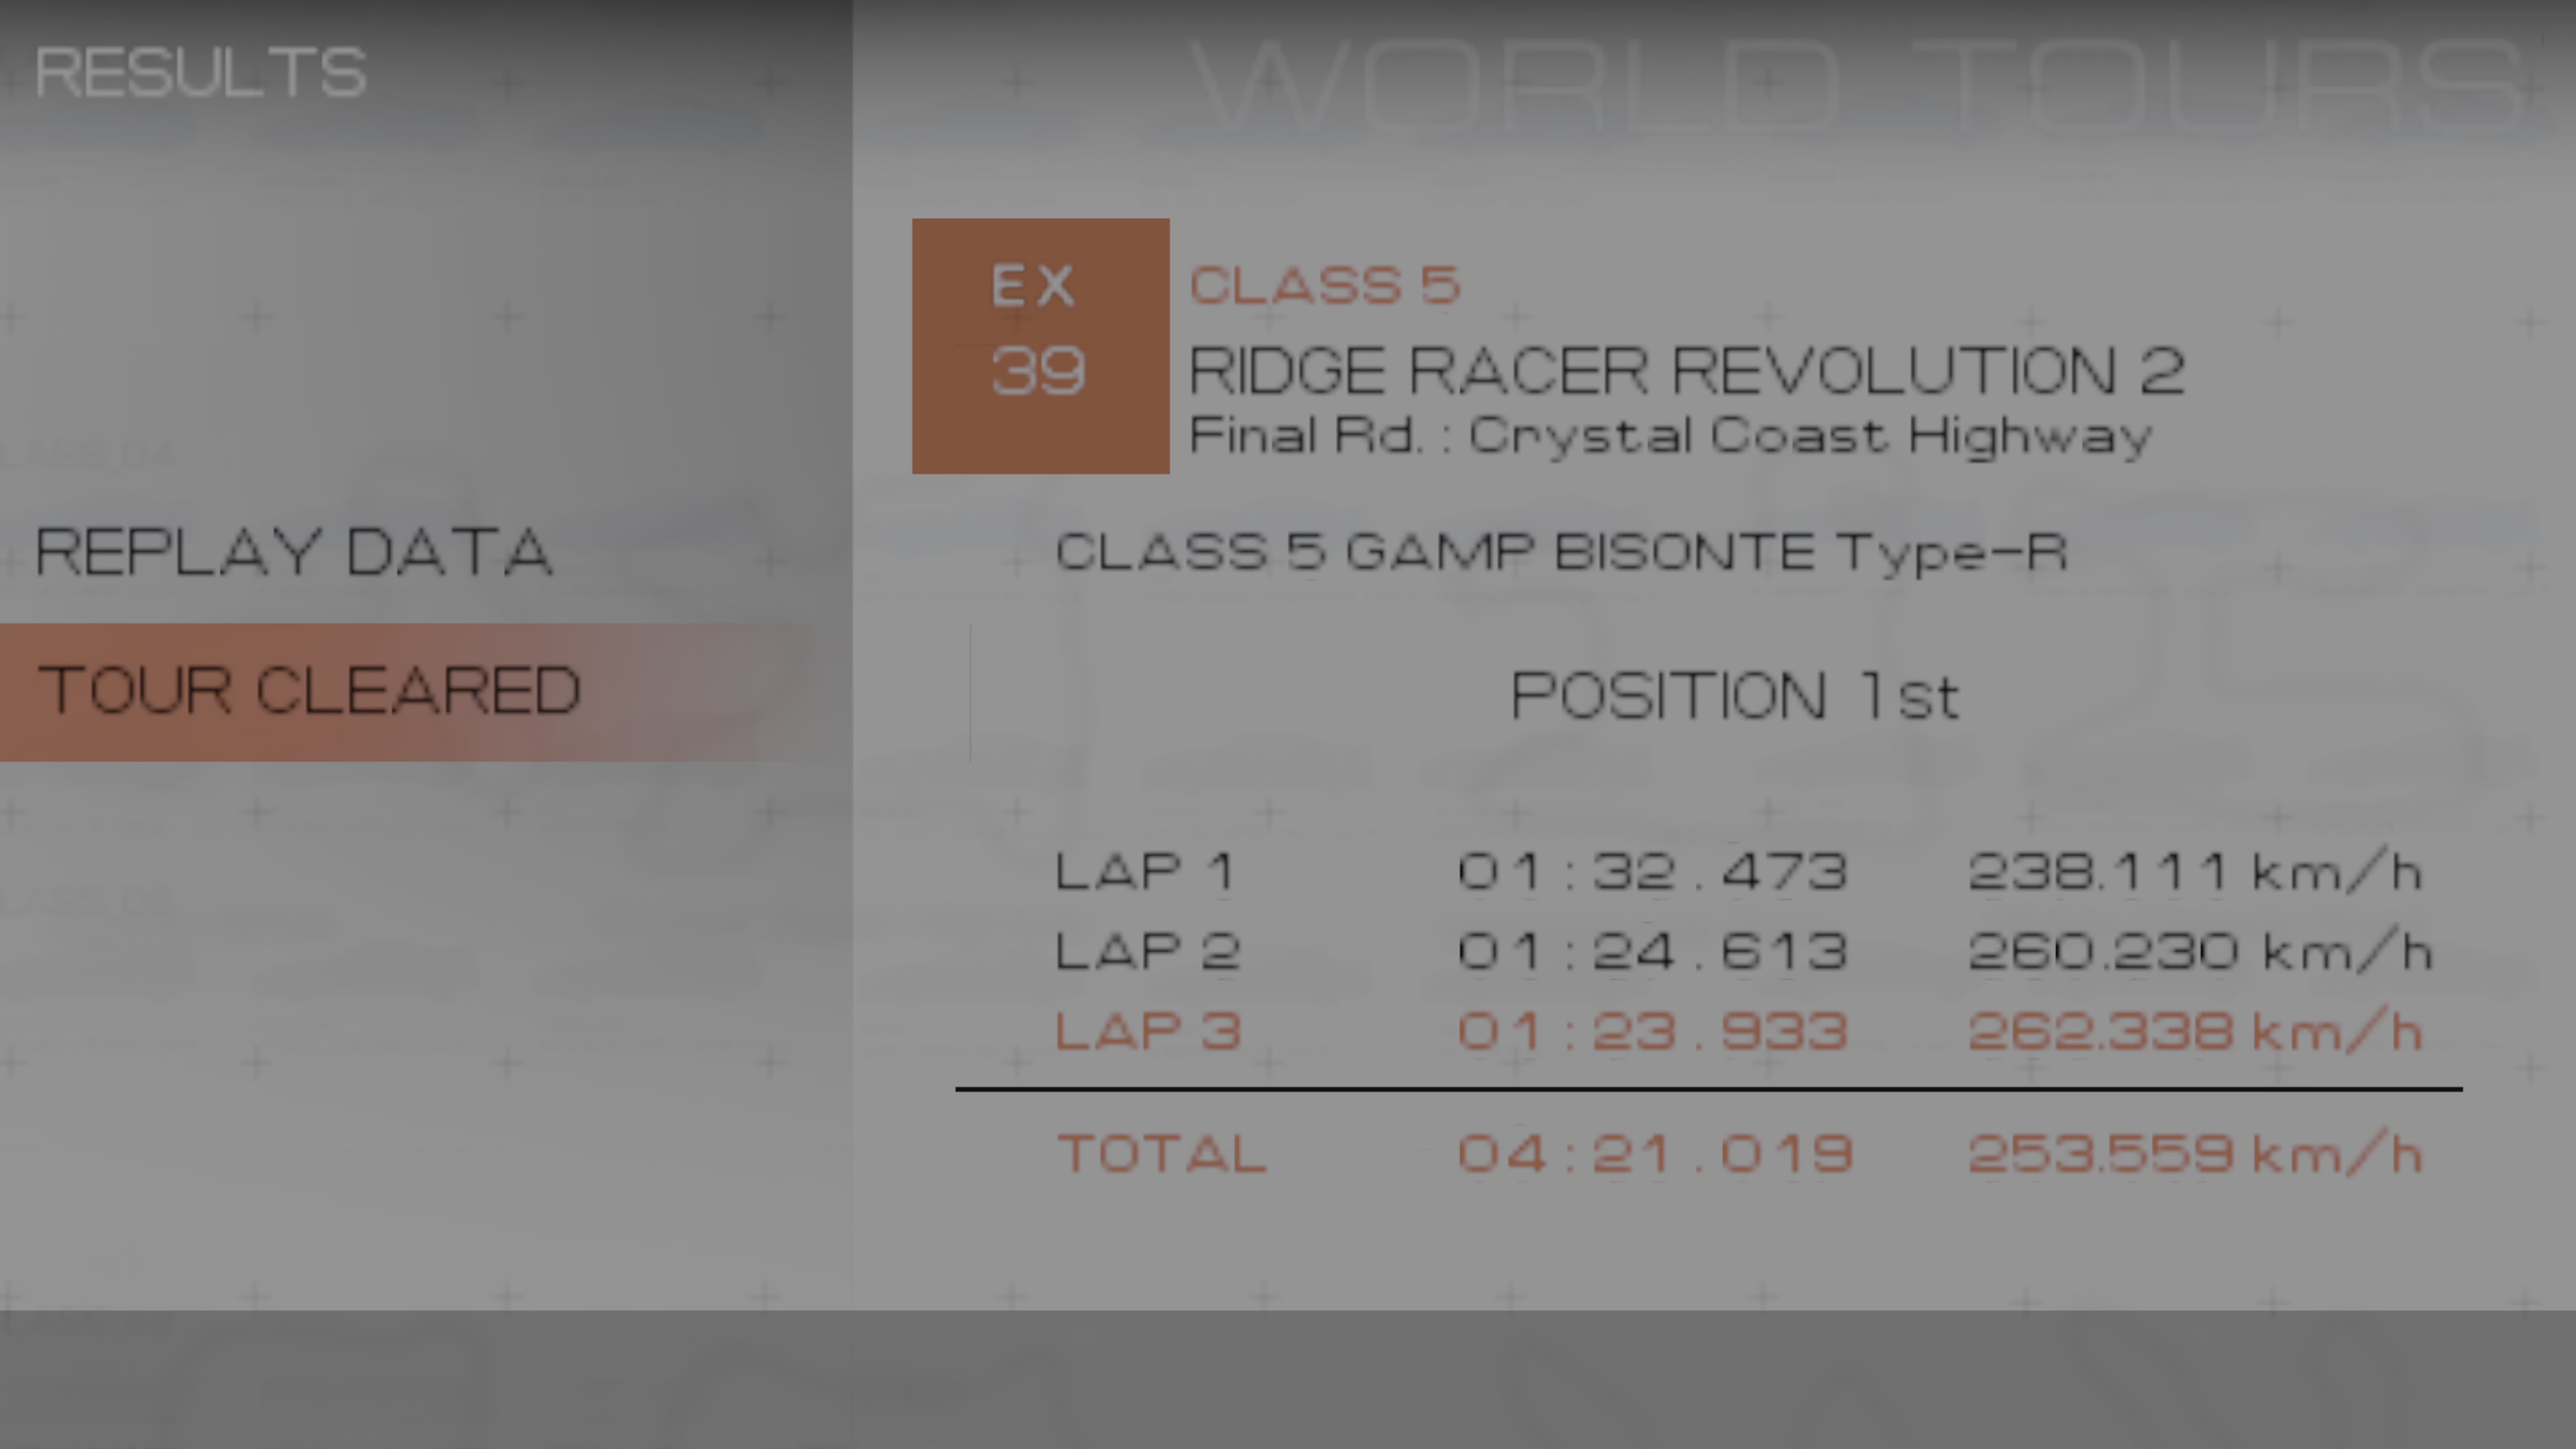 RESULTS
WORLD TOURS
EX
39
CLASS 5
RIDGE RACER REVOLUTION 2
Final Rd. : Crystal Coast Highway
REPLAY DATA
CLASS 5 GAMP BISONTE Type-R
TOUR CLEARED
POSITION 1st
LAP 1 01:32.473 238.111 km/h
LAP 2 01:24.613 260.230 km/h
LAP 3 01:23.933 262.338 km/h
TOTAL 04:21.019 253.559 km/h